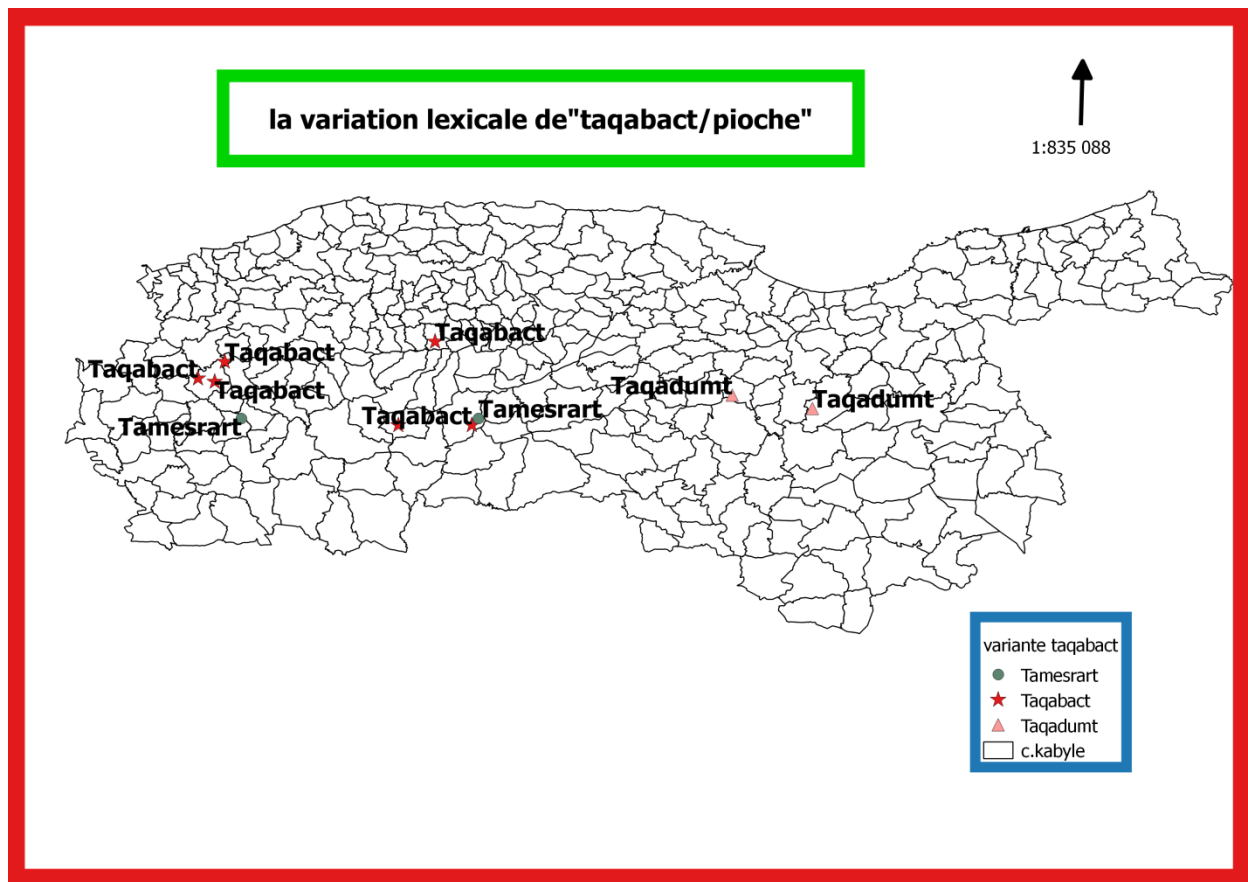 la variation lexicale de"taqabact/pioche"
1:835 088
Taqabact
Taqabact
Taqabact
Taqabact
Tamesrart
Taqabact
Tamesrart
Taqadumt
Taqadumt
variante taqabact
Tamesrart
Taqabact
Taqadumt
c.kabyle